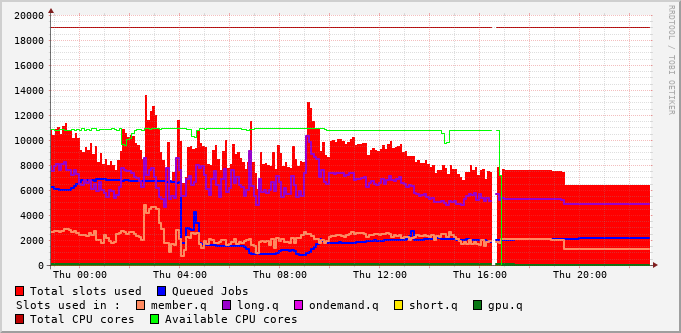 20000
18000
16000
14000
12000
10000
8000
6000
4000
2000
0
Thu 00:00 Thu 04:00 Thu 08:00 Thu 12:00 Thu 16:00 Thu 20:00
Total slots used Queued Jobs
Slots used in : member.q long.q ondemand.q short.q gpu.q
Total CPU cores Available CPU cores
RRDTOOL / TOBI OETIKER